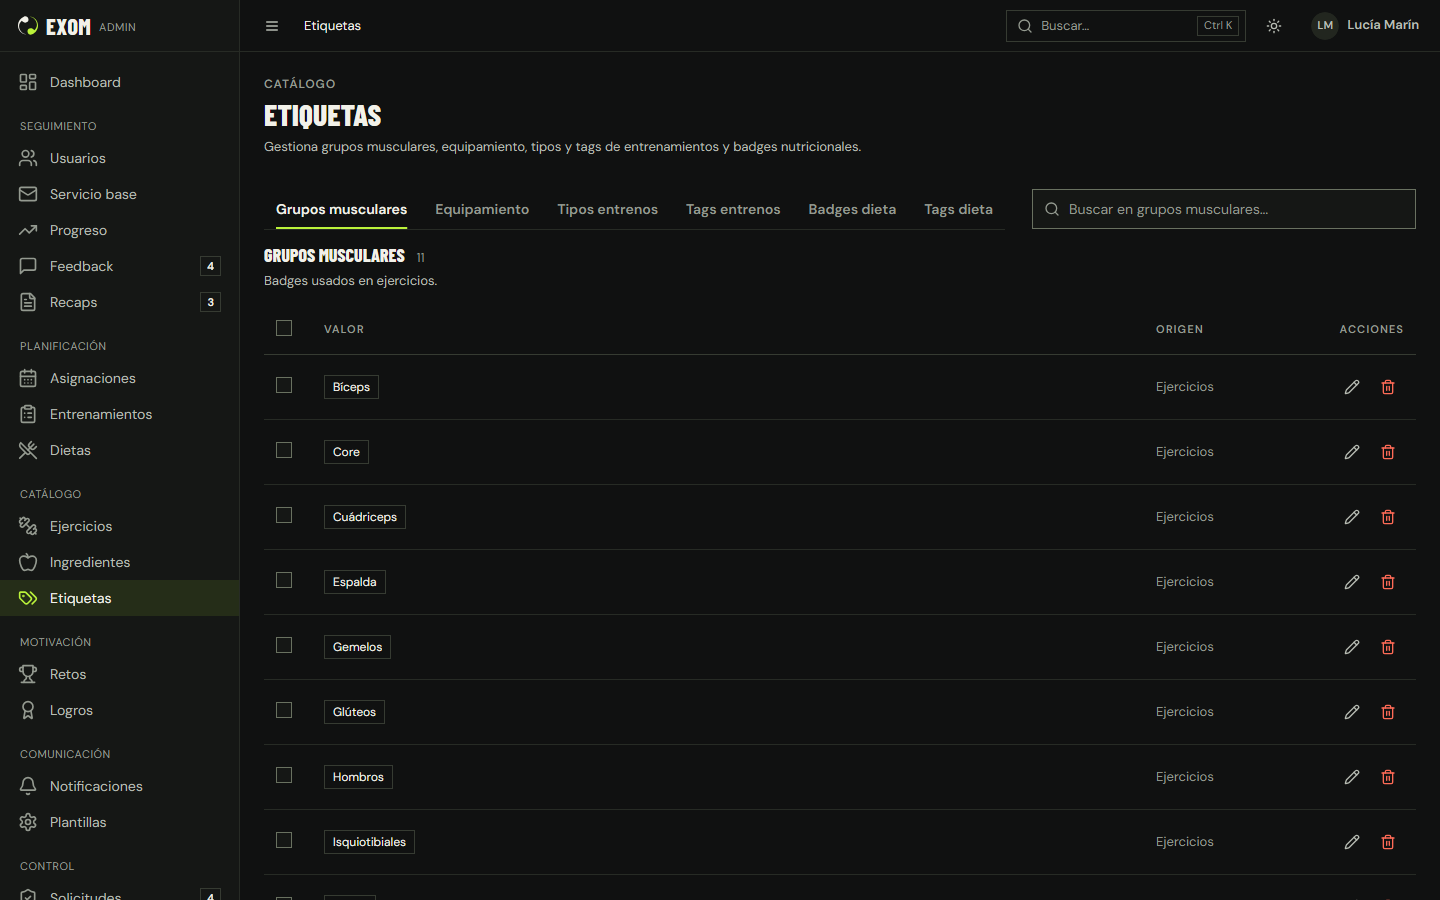 EXOM ADMIN
Etiquetas
Buscar...
Ctrl K
LM
Lucía Marín
Dashboard
SEGUIMIENTO
Usuarios
Servicio base
Progreso
Feedback
4
Recaps
3
PLANIFICACIÓN
Asignaciones
Entrenamientos
Dietas
CATÁLOGO
Ejercicios
Ingredientes
Etiquetas
MOTIVACIÓN
Retos
Logros
COMUNICACIÓN
Notificaciones
Plantillas
CONTROL
Solicitudes
4
CATÁLOGO
ETIQUETAS
Gestiona grupos musculares, equipamiento, tipos y tags de entrenamientos y badges nutricionales.
Grupos musculares
Equipamiento
Tipos entrenos
Tags entrenos
Badges dieta
Tags dieta
Buscar en grupos musculares...
GRUPOS MUSCULARES 11
Badges usados en ejercicios.
VALOR ORIGEN ACCIONES
Bíceps Ejercicios
Core Ejercicios
Cuádriceps Ejercicios
Espalda Ejercicios
Gemelos Ejercicios
Glúteos Ejercicios
Hombros Ejercicios
Isquiotibiales Ejercicios